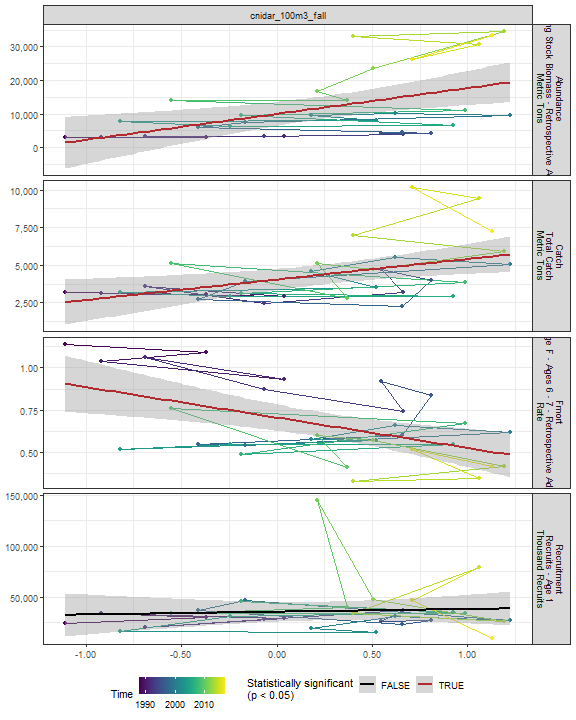 cnidar_100m3_fall
30,000
20,000
10,000
0
Abundance
ng Stock Biomass - Retrospective A
Metric Tons
10,000
7,500
5,000
2,500
Catch
Total Catch
Metric Tons
1.00
0.75
0.50
Fmort
ge F - Ages 6 - 7 - Retrospective Ad
Rate
150,000
100,000
50,000
Recruitment
Recruits - Age 1
Thousand Recruits
-1.00
-0.50
0.00
0.50
1.00
Time
1990 2000 2010
Statistically significant
(p < 0.05)
FALSE
TRUE